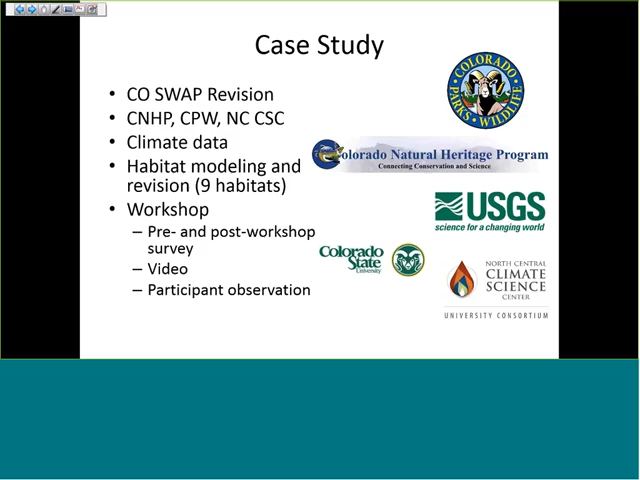 Case Study
• CO SWAP Revision
• CNHP, CPW, NC CSC
• Climate data
• Habitat modeling and
revision (9 habitats)
• Workshop
– Pre- and post-workshop
survey
– Video
– Participant observation
COLORADO
PARKS WILDLIFE
Colorado Natural Heritage Program
Connecting Conservation and Science
USGS
science for a changing world
Colorado
State
University
NORTH CENTRAL
CLIMATE
SCIENCE
CENTER
UNIVERSITY CONSORTIUM